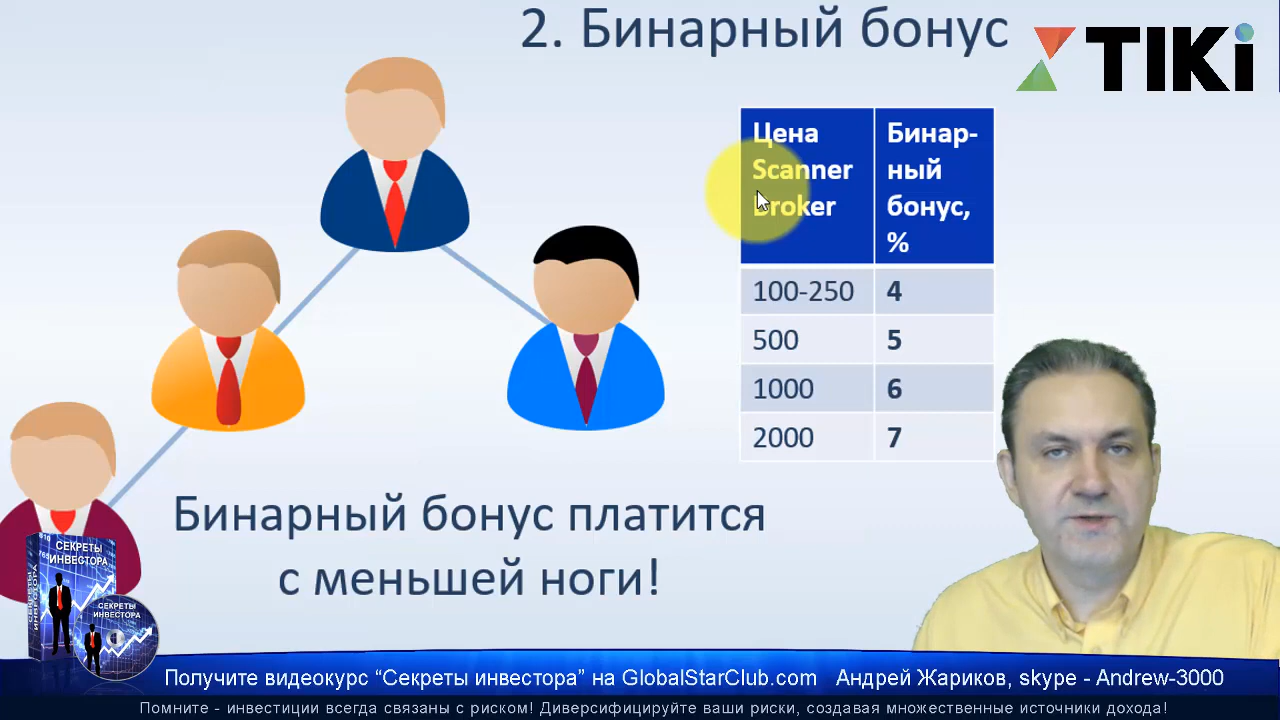 2. Бинарный бонус
TIKi
Цена
Scanner
broker
Бинар-
ный
бонус,
%
100-250 4
500 5
1000 6
2000 7
Бинарный бонус платится
с меньшей ноги!
СЕКРЕТЫ
ИНВЕСТОРА
СЕКРЕТЫ
ИНВЕСТОРА
СЕКРЕТЫ
ИНВЕСТОРА
Получите видеокурс “Секреты инвестора” на GlobalStarClub.com Андрей Жариков, skype - Andrew-3000
Помните - инвестиции всегда связаны с риском! Диверсифицируйте ваши риски, создавая множественные источники дохода!